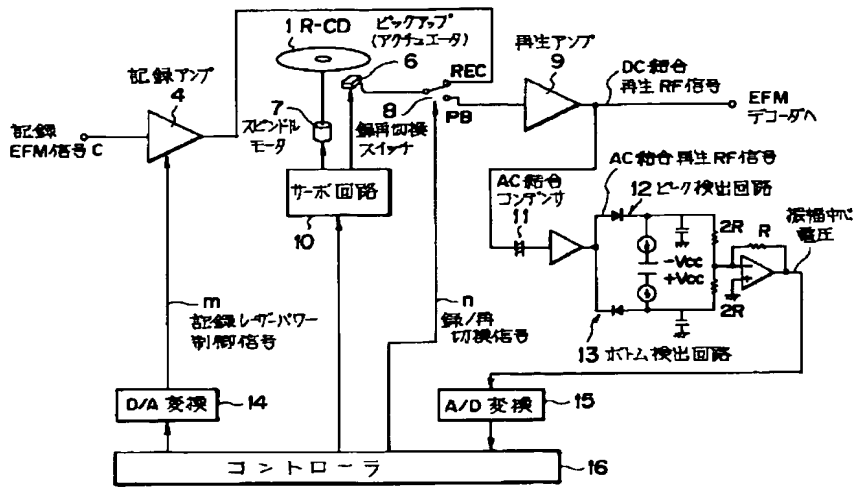 1 R-CD
ピックアップ
(アクチュエータ)
6
記録アンプ
4
7
スピンドル
モータ
8
録再切換
スイッチ
REC
PB
再生アンプ
9
DC結合
再生RF信号
EFM
デコーダへ
記録
EFM信号C
サーボ回路
10
AC結合
コンデンサ
11
AC結合再生RF信号
12 ピーク検出回路
-Vcc
+Vcc
2R
R
2R
振幅中心
電圧
13 ボトム検出回路
m
記録レーザーパワー
制御信号
n
録/再
切換信号
D/A変換
14
A/D変換
15
コントローラ
16